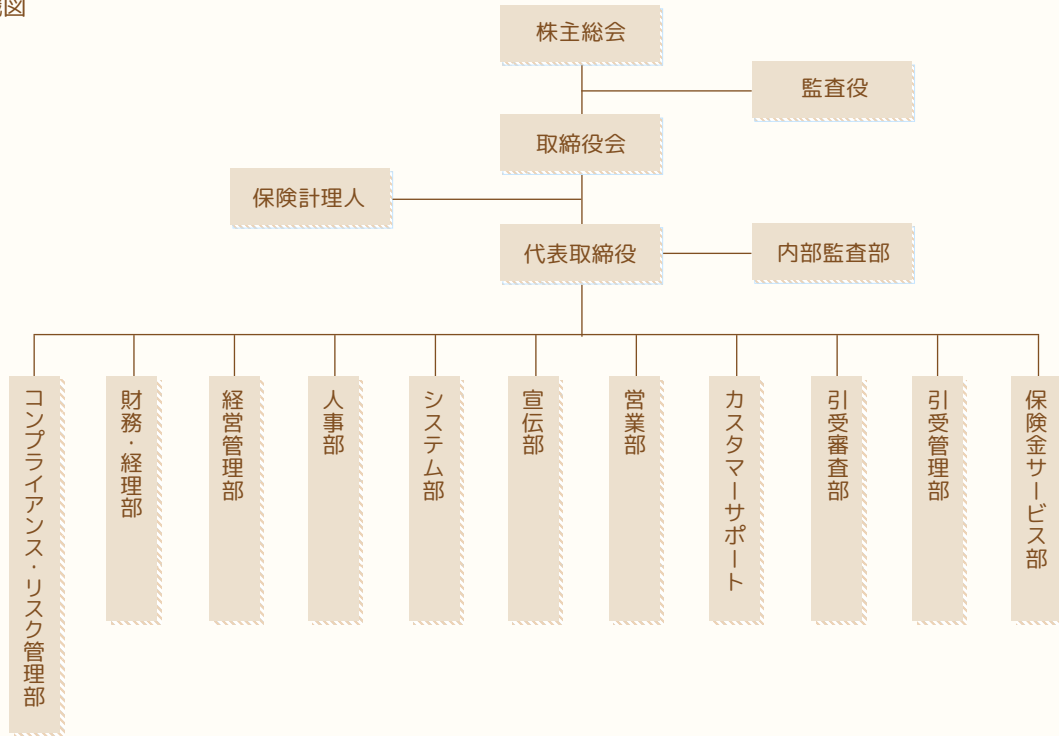 図
株主総会
監査役
取締役会
保険計理人
代表取締役
内部監査部
コンプライアンス・リスク管理部
財務・経理部
経営管理部
人事部
システム部
宣伝部
営業部
カスタマーサポート
引受審査部
引受管理部
保険金サービス部